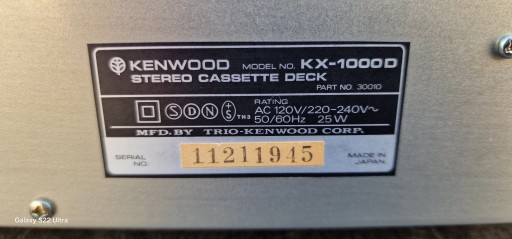 KENWOOD MODEL NO. KX-1000D
STEREO CASSETTE DECK
PART NO. 30010
RATING
AC 120V/220-240V~
50/60Hz 25W
S D N +S
MFD. BY TRIO-KENWOOD CORP.
SERIAL NO. 11211945
MADE IN JAPAN.
Galaxy S22 Ultra